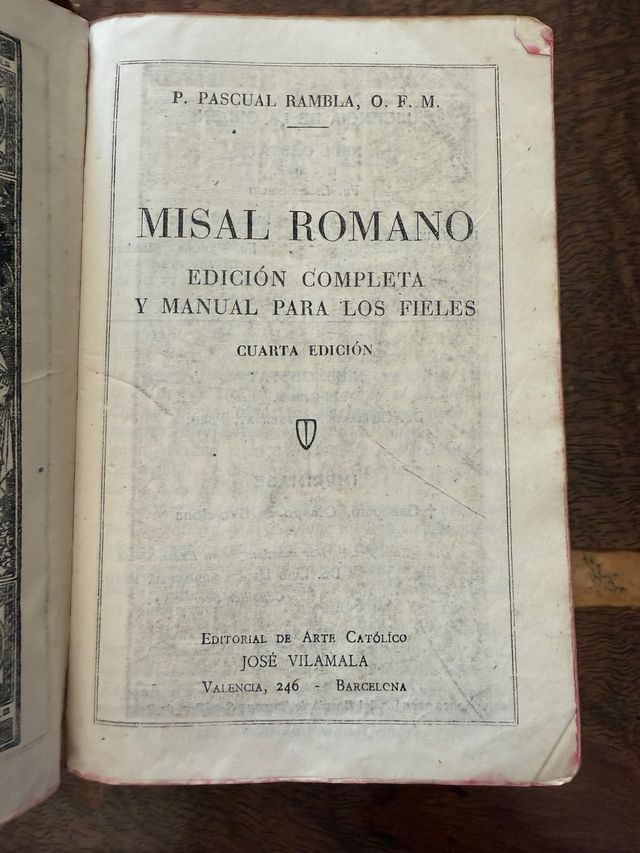 P. PASCUAL RAMBLA, O. F. M.
MISAL ROMANO
EDICIÓN COMPLETA
Y MANUAL PARA LOS FIELES
CUARTA EDICIÓN
EDITORIAL DE ARTE CATÓLICO
JOSÉ VILAMALA
VALENCIA, 246 - BARCELONA